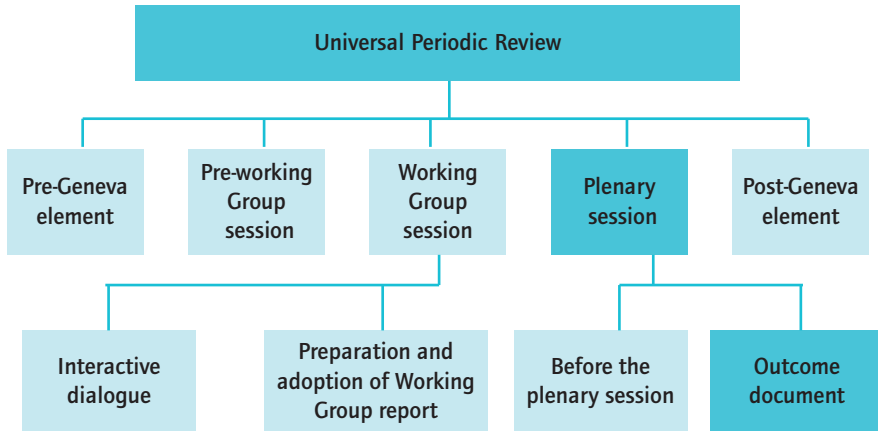 Universal Periodic Review
Pre-Geneva
element
Pre-working
Group
session
Working
Group
session
Plenary
session
Post-Geneva
element
Interactive
dialogue
Preparation and
adoption of Working
Group report
Before the
plenary session
Outcome
document